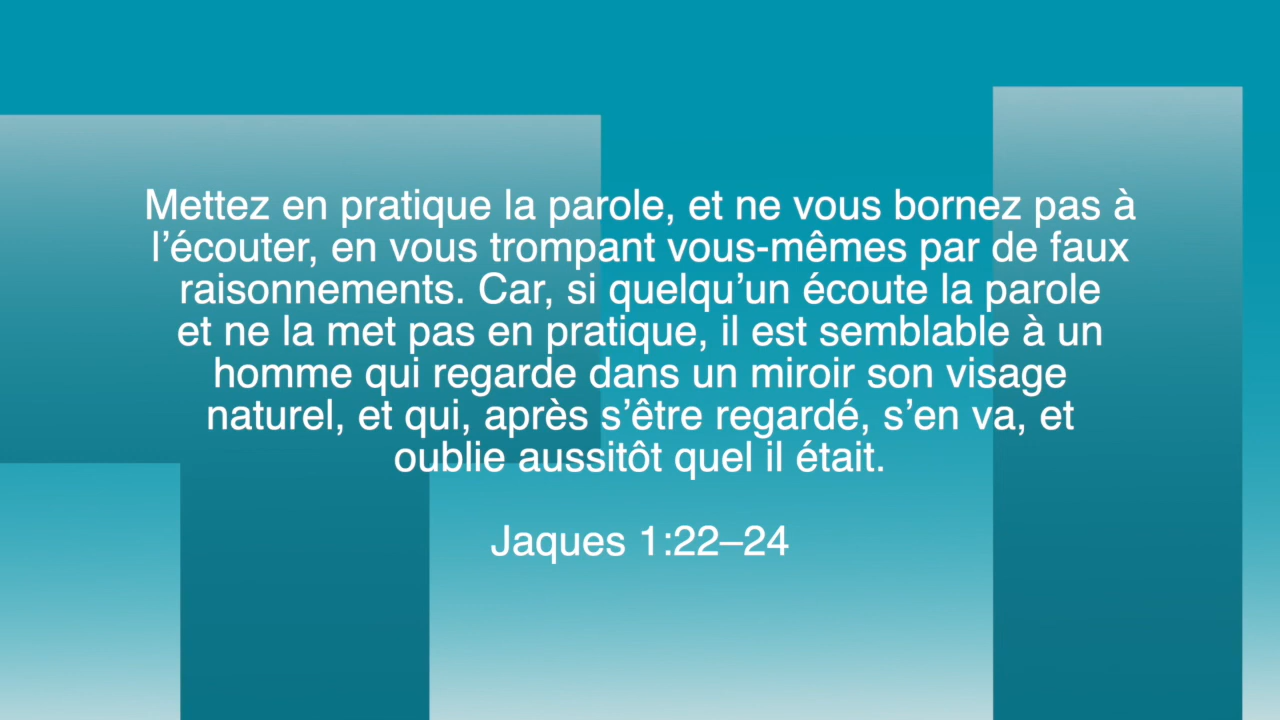 Mettez en pratique la parole, et ne vous bornez pas à
l’écouter, en vous trompant vous-mêmes par de faux
raisonnements. Car, si quelqu’un écoute la parole
et ne la met pas en pratique, il est semblable à un
homme qui regarde dans un miroir son visage
naturel, et qui, après s’être regardé, s’en va, et
oublie aussitôt quel il était.
Jaques 1:22–24